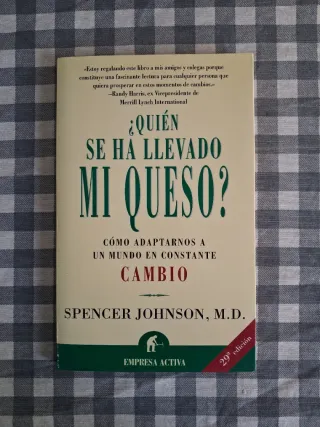 «Estoy regalando este libro a mis amigos y colegas porque
constituye una fascinante lectura para cualquier persona que
quiera prosperar en estos momentos de cambios.»
—Randy Harris, ex Vicepresidente de
Merrill Lynch International
¿QUIÉN
SE HA LLEVADO
MI QUESO?
CÓMO ADAPTARNOS A
UN MUNDO EN CONSTANTE
CAMBIO
SPENCER JOHNSON, M.D.
29ª edición
EMPRESA ACTIVA